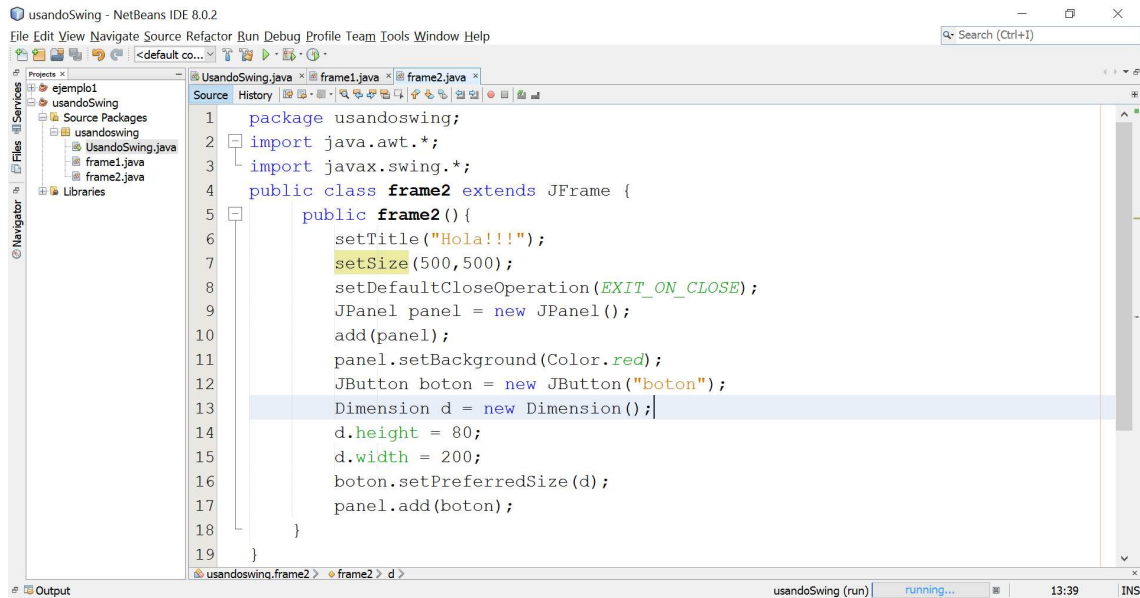 usandoSwing - NetBeans IDE 8.0.2
File Edit View Navigate Source Refactor Run Debug Profile Team Tools Window Help
Search (Ctrl+I)
<default co...
Projects
UsandoSwing.java frame1.java frame2.java
Services
Files
Navigator
ejemplo1
usandoSwing
Source Packages
usandoswing
UsandoSwing.java
frame1.java
frame2.java
Libraries
Source History
1 package usandoswing;
2 import java.awt.*;
3 import javax.swing.*;
4 public class frame2 extends JFrame {
5 public frame2(){
6 setTitle("Hola!!!");
7 setSize(500,500);
8 setDefaultCloseOperation(EXIT_ON_CLOSE);
9 JPanel panel = new JPanel();
10 add(panel);
11 panel.setBackground(Color.red);
12 JButton boton = new JButton("boton");
13 Dimension d = new Dimension();
14 d.height = 80;
15 d.width = 200;
16 boton.setPreferredSize(d);
17 panel.add(boton);
18 }
19 }
usandoswing.frame2 frame2 d
Output
usandoSwing (run) running... 13:39 INS